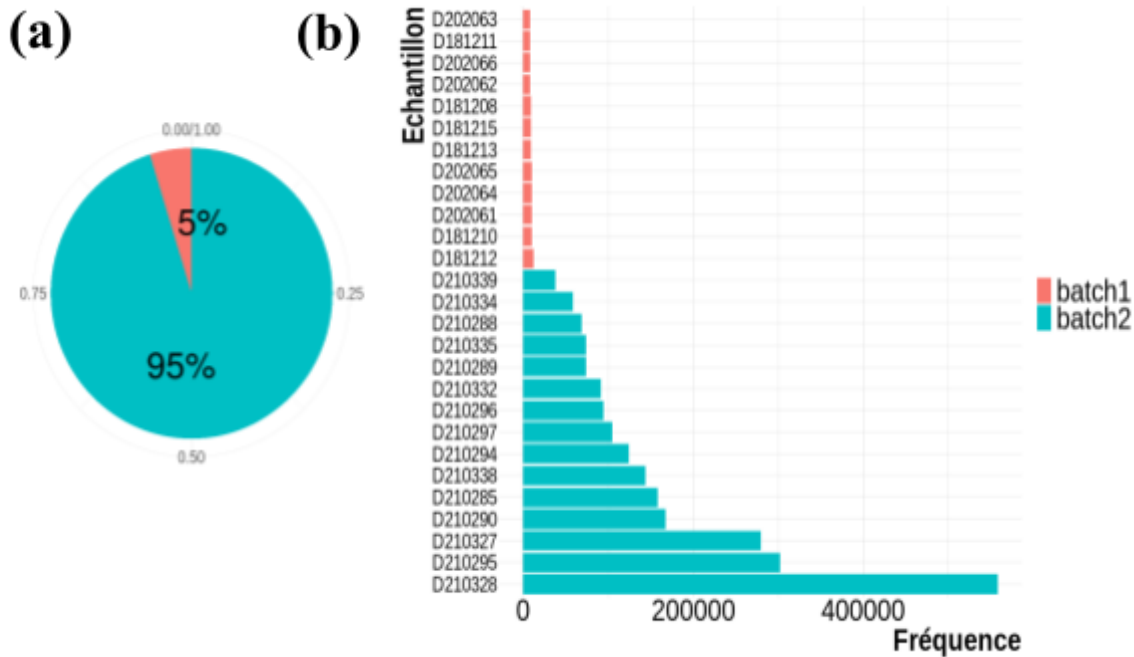 (a)
0.00/1.00
5%
0.75
0.25
95%
0.50
(b)
Echantillon
D202063
D181211
D202066
D202062
D181208
D181215
D181213
D202065
D202064
D202061
D181210
D181212
D210339
D210334
D210288
D210335
D210289
D210332
D210296
D210297
D210294
D210338
D210285
D210290
D210327
D210295
D210328
0 200000 400000
Fréquence
batch1
batch2